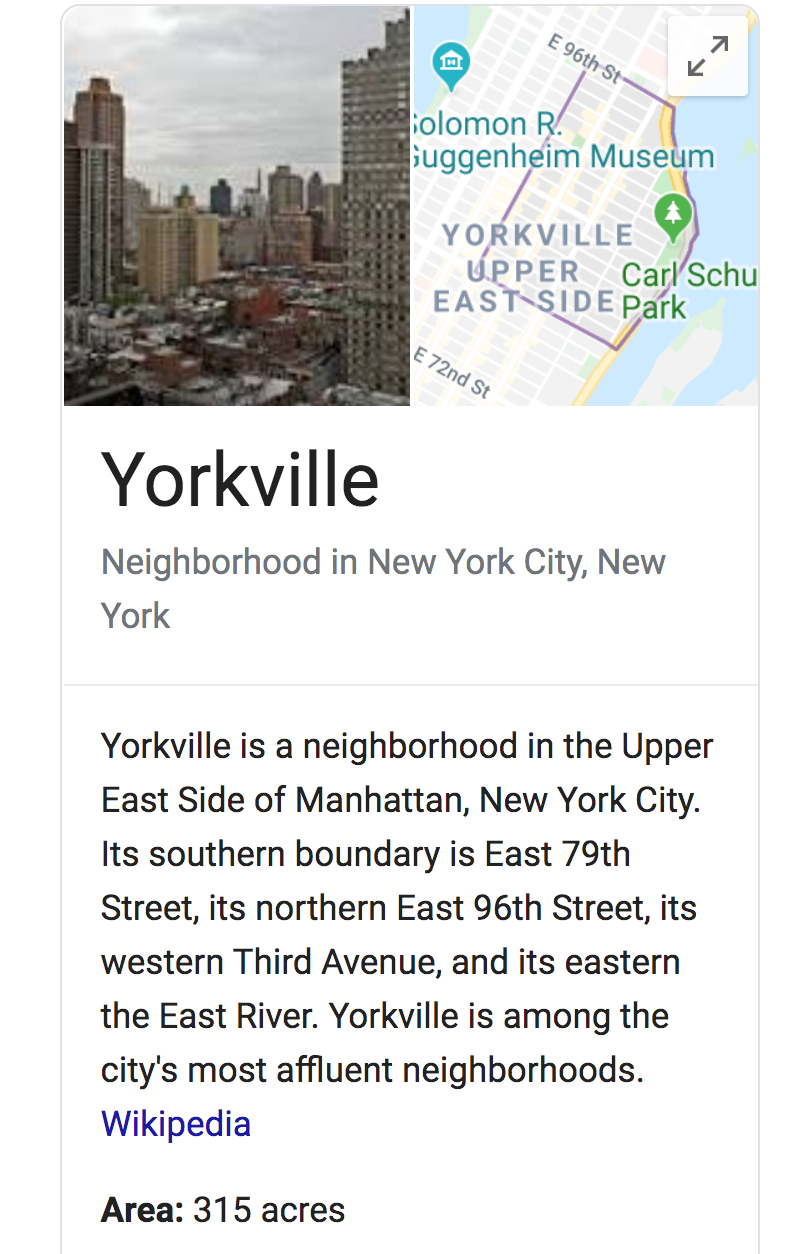 E 96th St
Solomon R.
Guggenheim Museum
YORKVILLE
UPPER
EAST SIDE
Carl Schu
Park
E 72nd St
Yorkville
Neighborhood in New York City, New
York
Yorkville is a neighborhood in the Upper
East Side of Manhattan, New York City.
Its southern boundary is East 79th
Street, its northern East 96th Street, its
western Third Avenue, and its eastern
the East River. Yorkville is among the
city's most affluent neighborhoods.
Wikipedia
Area: 315 acres